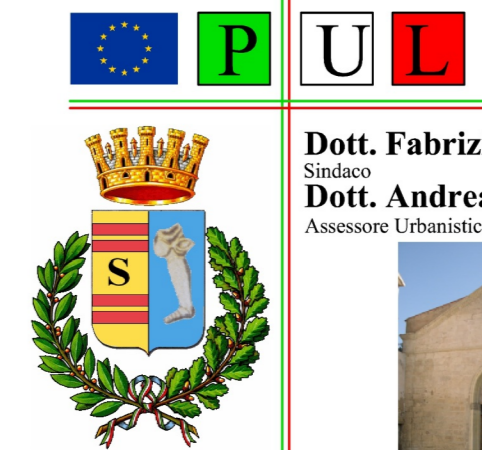 P U L
Dott. Fabriz
Sindaco
Dott. Andrea
Assessore Urbanistic
S